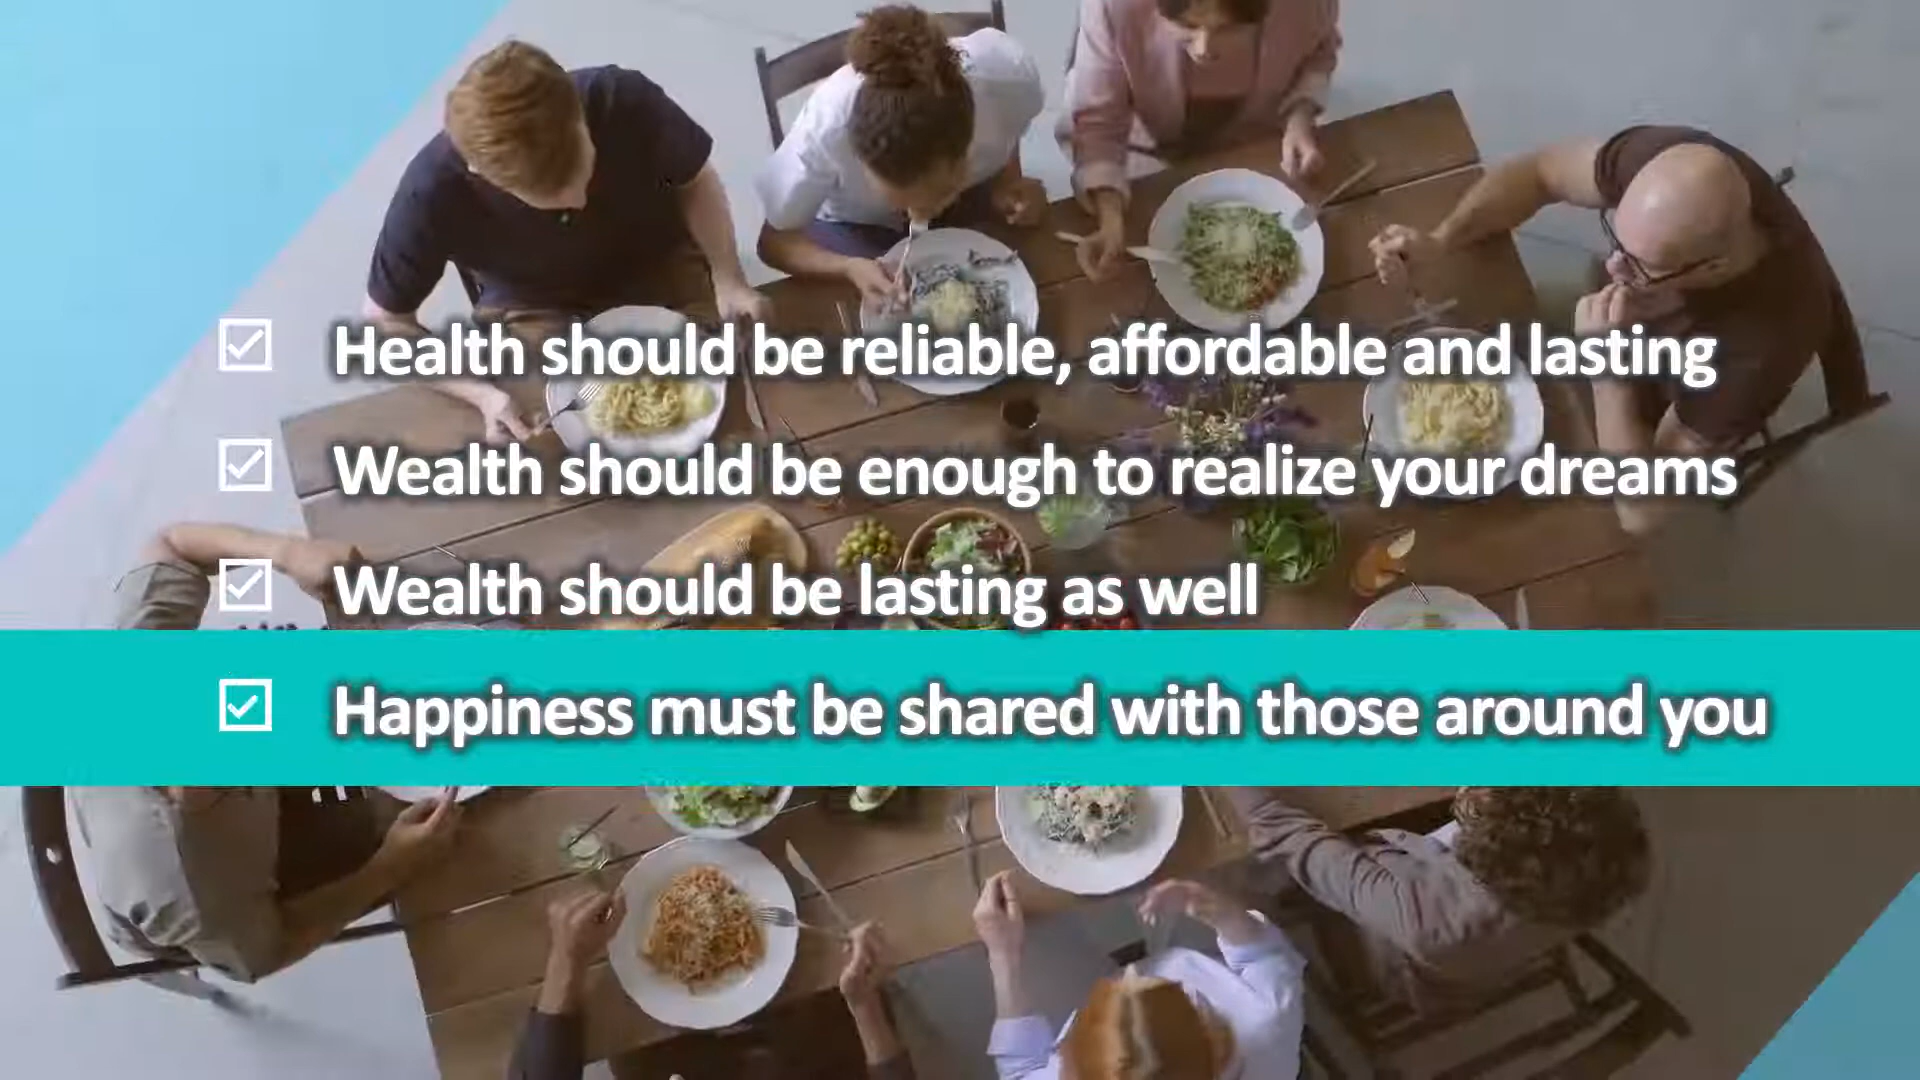 Health should be reliable, affordable and lasting
Wealth should be enough to realize your dreams
Wealth should be lasting as well
Happiness must be shared with those around you